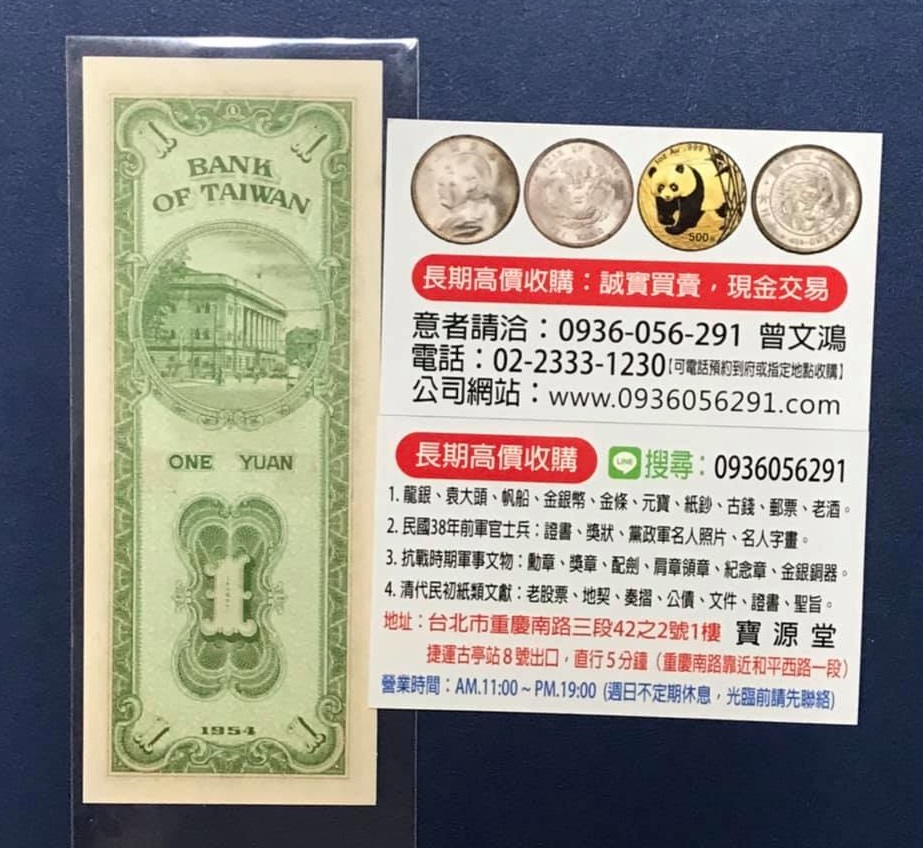 BANK
OF TAIWAN
ONE YUAN
1
1954
1oz Au .999
500元
長期高價收購：誠實買賣，現金交易
意者請洽：0936-056-291 曾文鴻
電話：02-2333-1230【可電話預約到府或指定地點收購】
公司網站：www.0936056291.com
長期高價收購 LINE 搜尋：0936056291
1. 龍銀、袁大頭、帆船、金銀幣、金條、元寶、紙鈔、古錢、郵票、老酒。
2. 民國38年前軍官士兵：證書、獎狀、黨政軍名人照片、名人字畫。
3. 抗戰時期軍事文物：勳章、獎章、配劍、肩章領章、紀念章、金銀銅器。
4. 清代民初紙類文獻：老股票、地契、奏摺、公債、文件、證書、聖旨。
地址：台北市重慶南路三段42之2號1樓 寶源堂
捷運古亭站8號出口，直行5分鐘（重慶南路靠近和平西路一段）
營業時間：AM.11:00~PM.19:00 (週日不定期休息，光臨前請先聯絡)